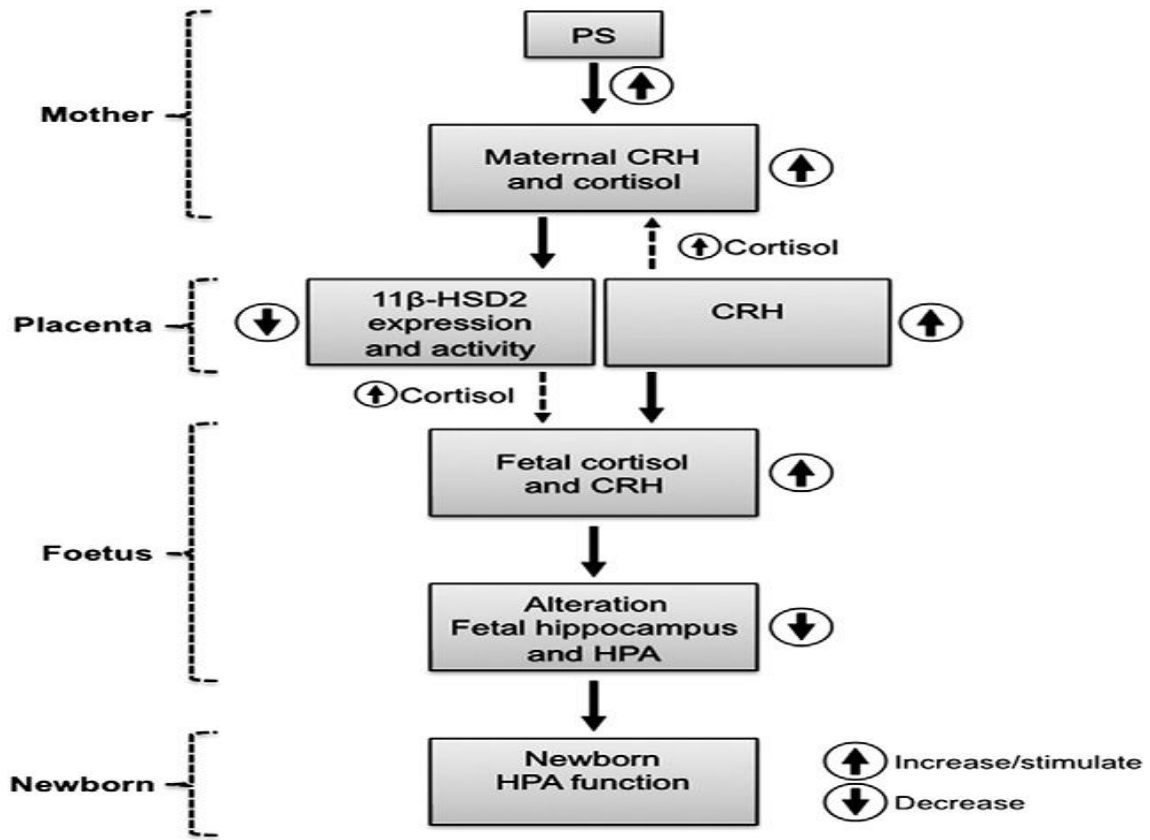 PS
Mother
Maternal CRH
and cortisol
Cortisol
Placenta
11β-HSD2
expression
and activity
CRH
Cortisol
Fetal cortisol
and CRH
Foetus
Alteration
Fetal hippocampus
and HPA
Newborn
Newborn
HPA function
Increase/stimulate
Decrease